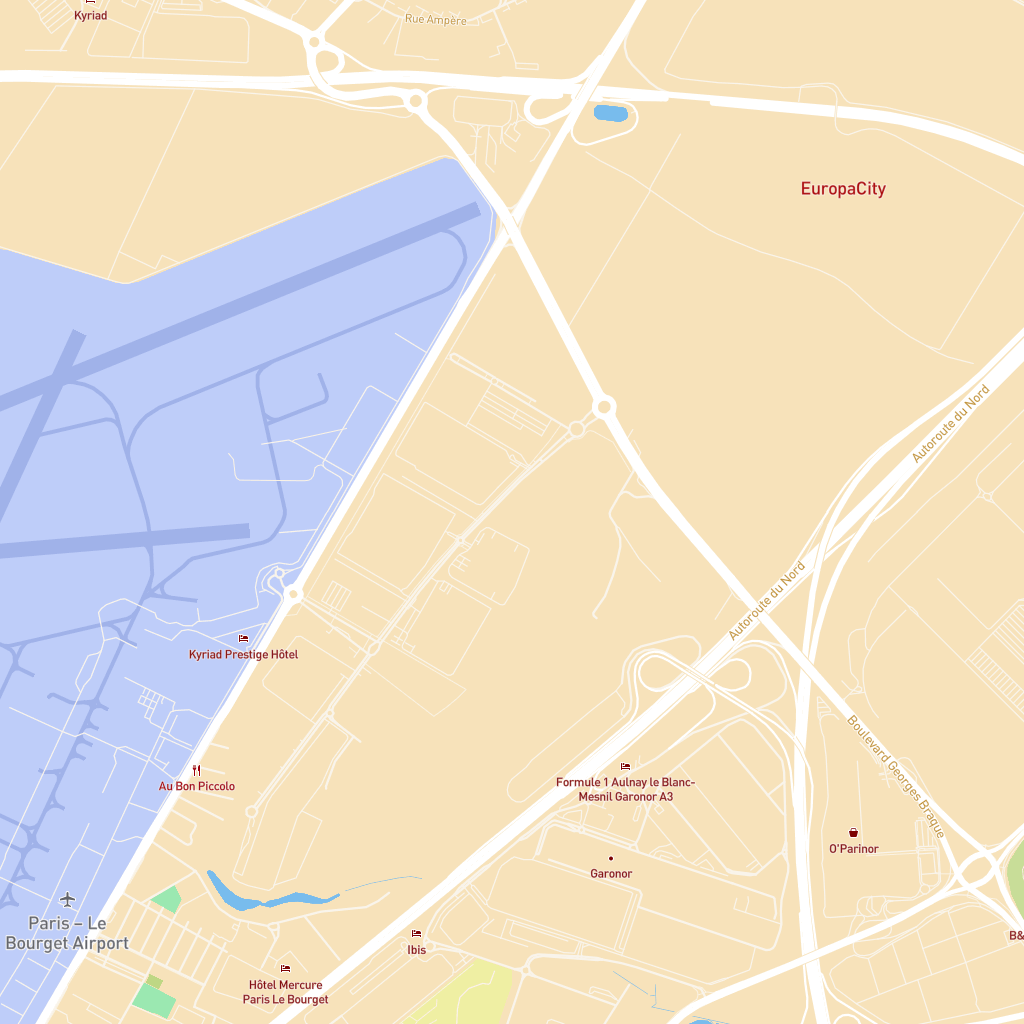 Kyriad
Rue Ampère
EuropaCity
Autoroute du Nord
Autoroute du Nord
Kyriad Prestige Hôtel
Boulevard Georges Braque
Au Bon Piccolo
Formule 1 Aulnay le Blanc-
Mesnil Garonor A3
O'Parinor
Garonor
Paris – Le
Bourget Airport
B&
Ibis
Hôtel Mercure
Paris Le Bourget